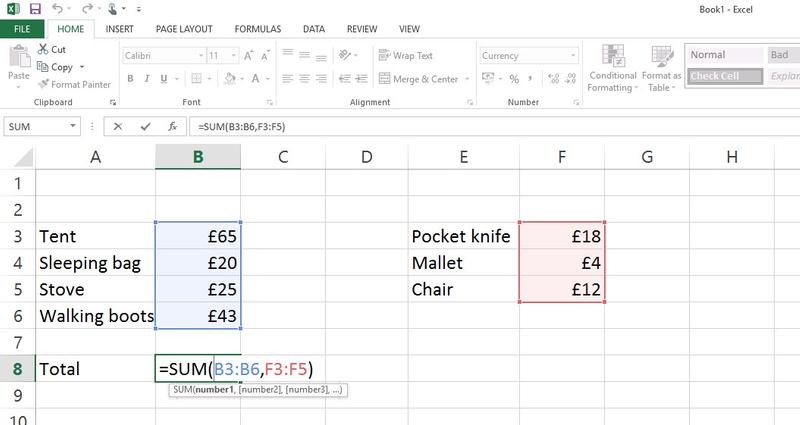 Book1 - Excel
FILE HOME INSERT PAGE LAYOUT FORMULAS DATA REVIEW VIEW
Paste
Cut
Copy
Format Painter
Clipboard
Calibri 11 A A
B I U A
Font
Wrap Text
Merge & Center
Alignment
Currency
% , .00 .0
Number
Conditional Formatting
Format as Table
Normal Bad
Check Cell Explan
SUM fx =SUM(B3:B6,F3:F5)
A B C D E F G H
1
2
3 Tent £65 Pocket knife £18
4 Sleeping bag £20 Mallet £4
5 Stove £25 Chair £12
6 Walking boots £43
7
8 Total =SUM(B3:B6,F3:F5)
SUM(number1, [number2], [number3], ...)
9
10